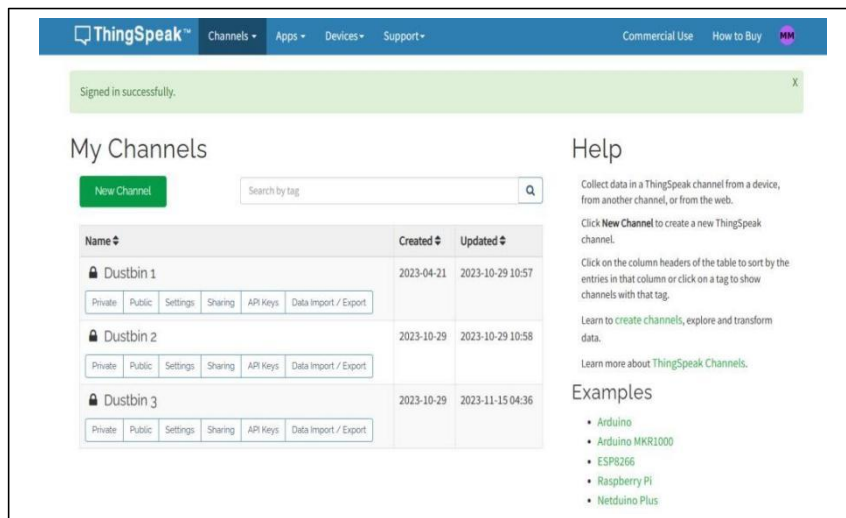 ThingSpeak™ Channels Apps Devices Support Commercial Use How to Buy MM
Signed in successfully. X
My Channels
New Channel Search by tag
Name Created Updated
Dustbin 1 2023-04-21 2023-10-29 10:57
Private Public Settings Sharing API Keys Data Import / Export
Dustbin 2 2023-10-29 2023-10-29 10:58
Private Public Settings Sharing API Keys Data Import / Export
Dustbin 3 2023-10-29 2023-11-15 04:36
Private Public Settings Sharing API Keys Data Import / Export
Help
Collect data in a ThingSpeak channel from a device,
from another channel, or from the web.
Click New Channel to create a new ThingSpeak
channel.
Click on the column headers of the table to sort by the
entries in that column or click on a tag to show
channels with that tag.
Learn to create channels, explore and transform
data.
Learn more about ThingSpeak Channels.
Examples
• Arduino
• Arduino MKR1000
• ESP8266
• Raspberry Pi
• Netduino Plus